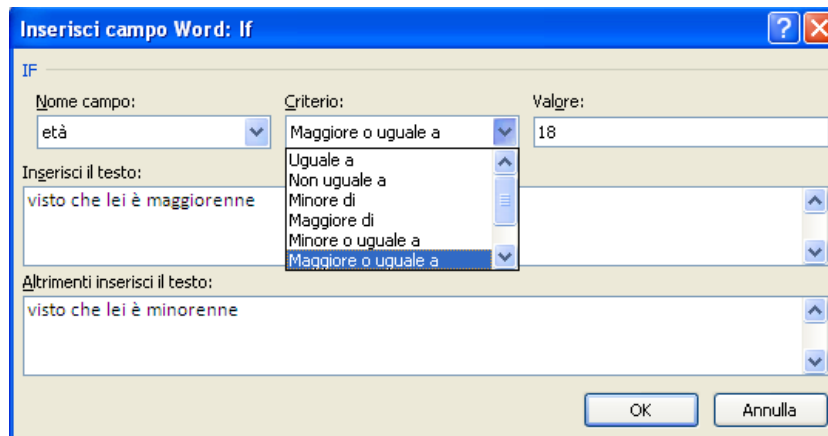 Inserisci campo Word: If
IF
Nome campo: Criterio: Valore:
età Maggiore o uguale a 18
Uguale a
Non uguale a
Minore di
Maggiore di
Minore o uguale a
Maggiore o uguale a
Inserisci il testo:
visto che lei è maggiorenne
Altrimenti inserisci il testo:
visto che lei è minorenne
OK Annulla